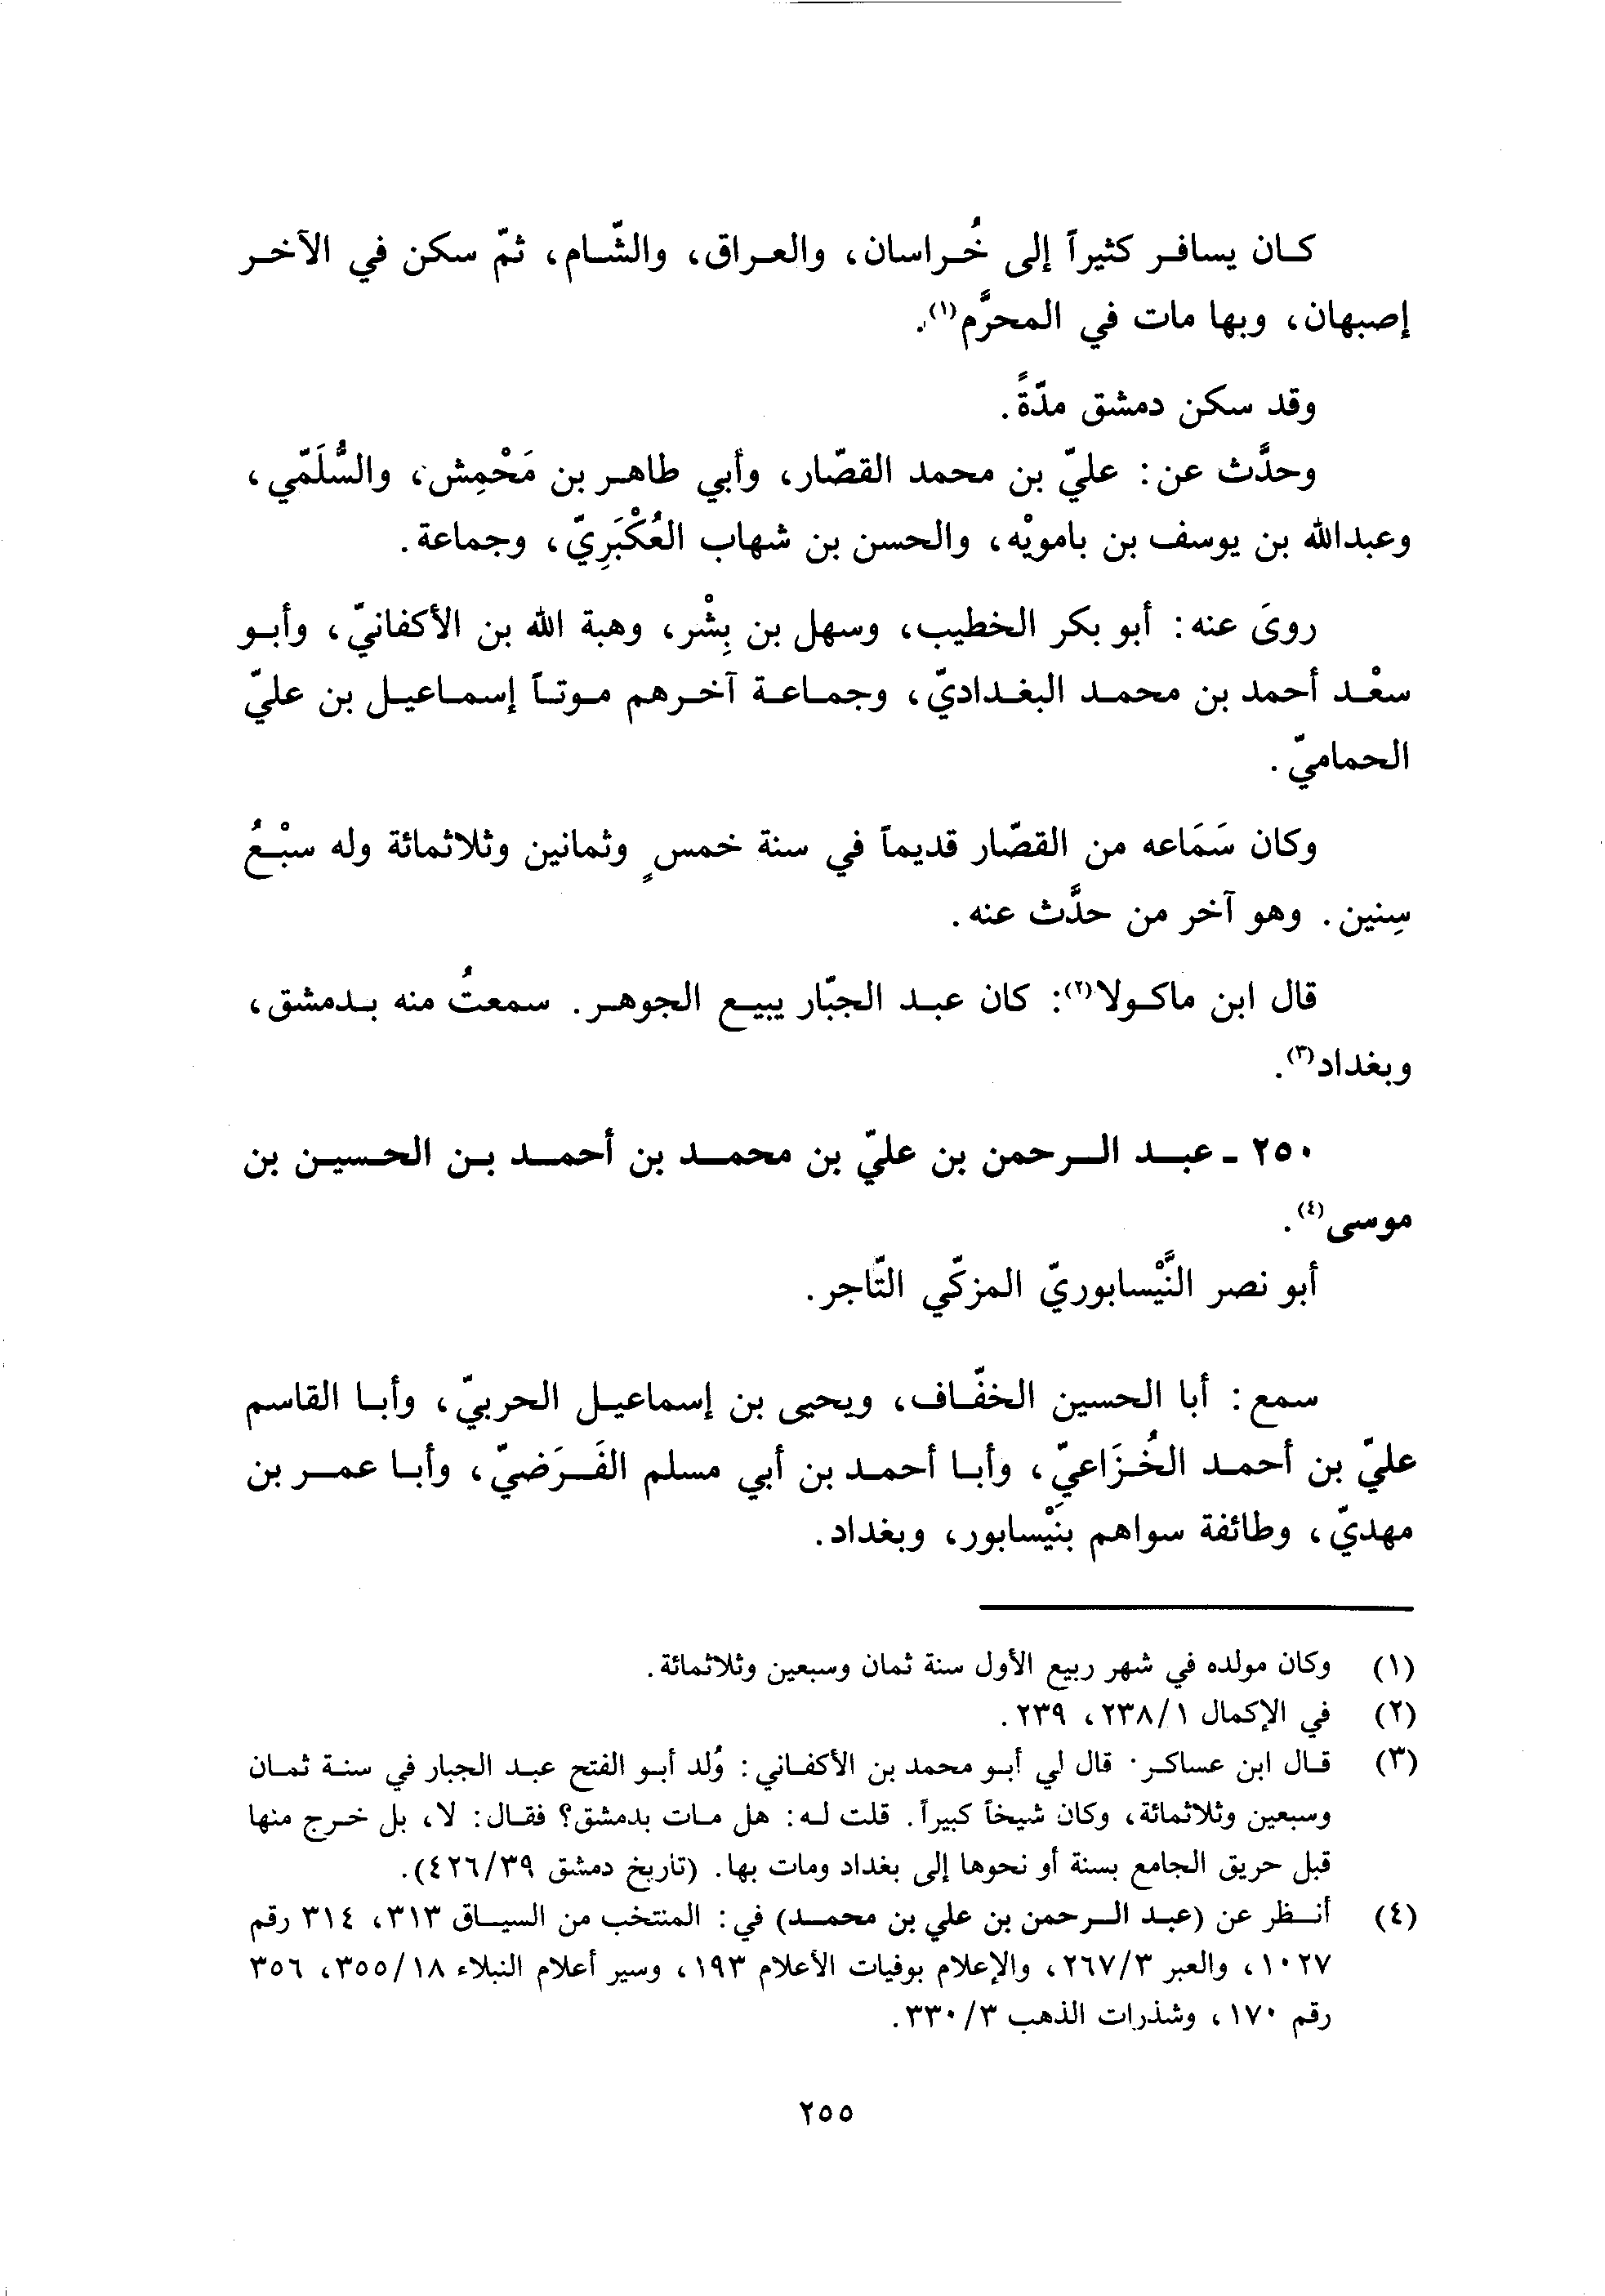 كان يسافر كثيراً إلى خُراسان، والعراق، والشّام، ثمّ سكن في الآخر
إصبهان، وبها مات في المحرَّم(١).
وقد سكن دمشق مدّةً.
وحدَّث عن: عليّ بن محمد القصّار، وأبي طاهر بن مَحْمِش، والسُّلَمّي،
وعبدالله بن يوسف بن بامويْه، والحسن بن شهاب العُكْبَرِيّ، وجماعة.
روىَ عنه: أبو بكر الخطيب، وسهل بن بِشْر، وهبة الله بن الأكفانيّ، وأبو
سعْد أحمد بن محمد البغداديّ، وجماعة آخرهم موتاً إسماعيل بن عليّ
الحماميّ.
وكان سَمَاعه من القصّار قديماً في سنة خمسٍ وثمانين وثلاثمائة وله سبْعُ
سِنين. وهو آخر من حدَّث عنه.
قال ابن ماكولا(٢): كان عبد الجبّار يبيع الجوهر. سمعتُ منه بدمشق،
وبغداد(٣).
٢٥٠ - عبد الرحمن بن عليّ بن محمد بن أحمد بن الحسين بن
موسى(٤).
أبو نصر النَّيْسابوريّ المزكّي التّاجر.
سمع: أبا الحسين الخفّاف، ويحيى بن إسماعيل الحربيّ، وأبا القاسم
عليّ بن أحمد الخُزَاعيّ، وأبا أحمد بن أبي مسلم الفَرَضيّ، وأبا عمر بن
مهديّ، وطائفة سواهم بنَيْسابور، وبغداد.
(١) وكان مولده في شهر ربيع الأول سنة ثمان وسبعين وثلاثمائة.
(٢) في الإكمال ٢٣٨/١، ٢٣٩.
(٣) قال ابن عساكر: قال لي أبو محمد بن الأكفاني: وُلد أبو الفتح عبد الجبار في سنة ثمان
وسبعين وثلاثمائة، وكان شيخاً كبيراً. قلت له: هل مات بدمشق؟ فقال: لا، بل خرج منها
قبل حريق الجامع بسنة أو نحوها إلى بغداد ومات بها. (تاريخ دمشق ٤٢٦/٣٩).
(٤) أنظر عن (عبد الرحمن بن علي بن محمد) في: المنتخب من السياق ٣١٣، ٣١٤ رقم
١٠٢٧، والعبر ٢٦٧/٣، والإعلام بوفيات الأعلام ١٩٣، وسير أعلام النبلاء ٣٥٥/١٨، ٣٥٦
رقم ١٧٠، وشذرات الذهب ٣٣٠/٣.
٢٥٥